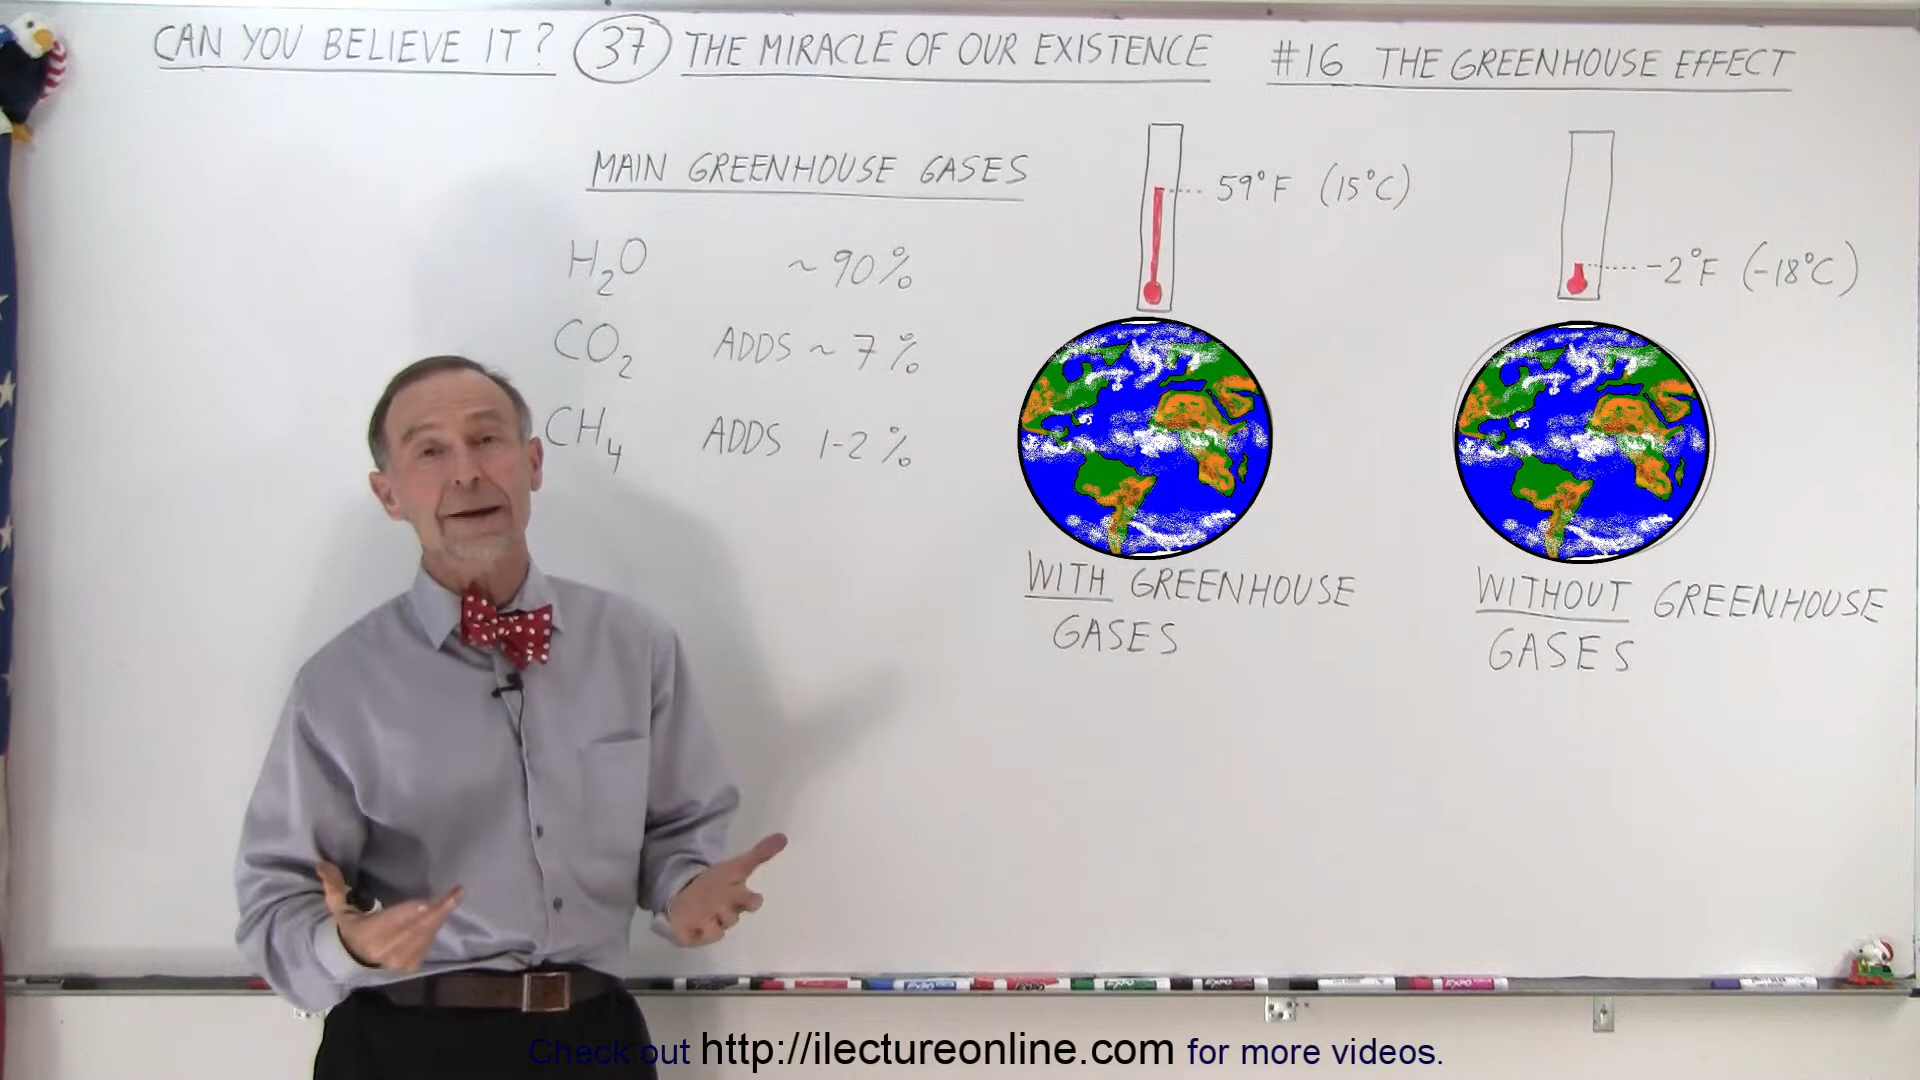 CAN YOU BELIEVE IT? 37 THE MIRACLE OF OUR EXISTENCE #16 THE GREENHOUSE EFFECT
MAIN GREENHOUSE GASES
H2O ~90%
CO2 ADDS ~7%
CH4 ADDS 1-2%
59°F (15°C)
-2°F (-18°C)
WITH GREENHOUSE
GASES
WITHOUT GREENHOUSE
GASES
Check out http://ilectureonline.com for more videos.